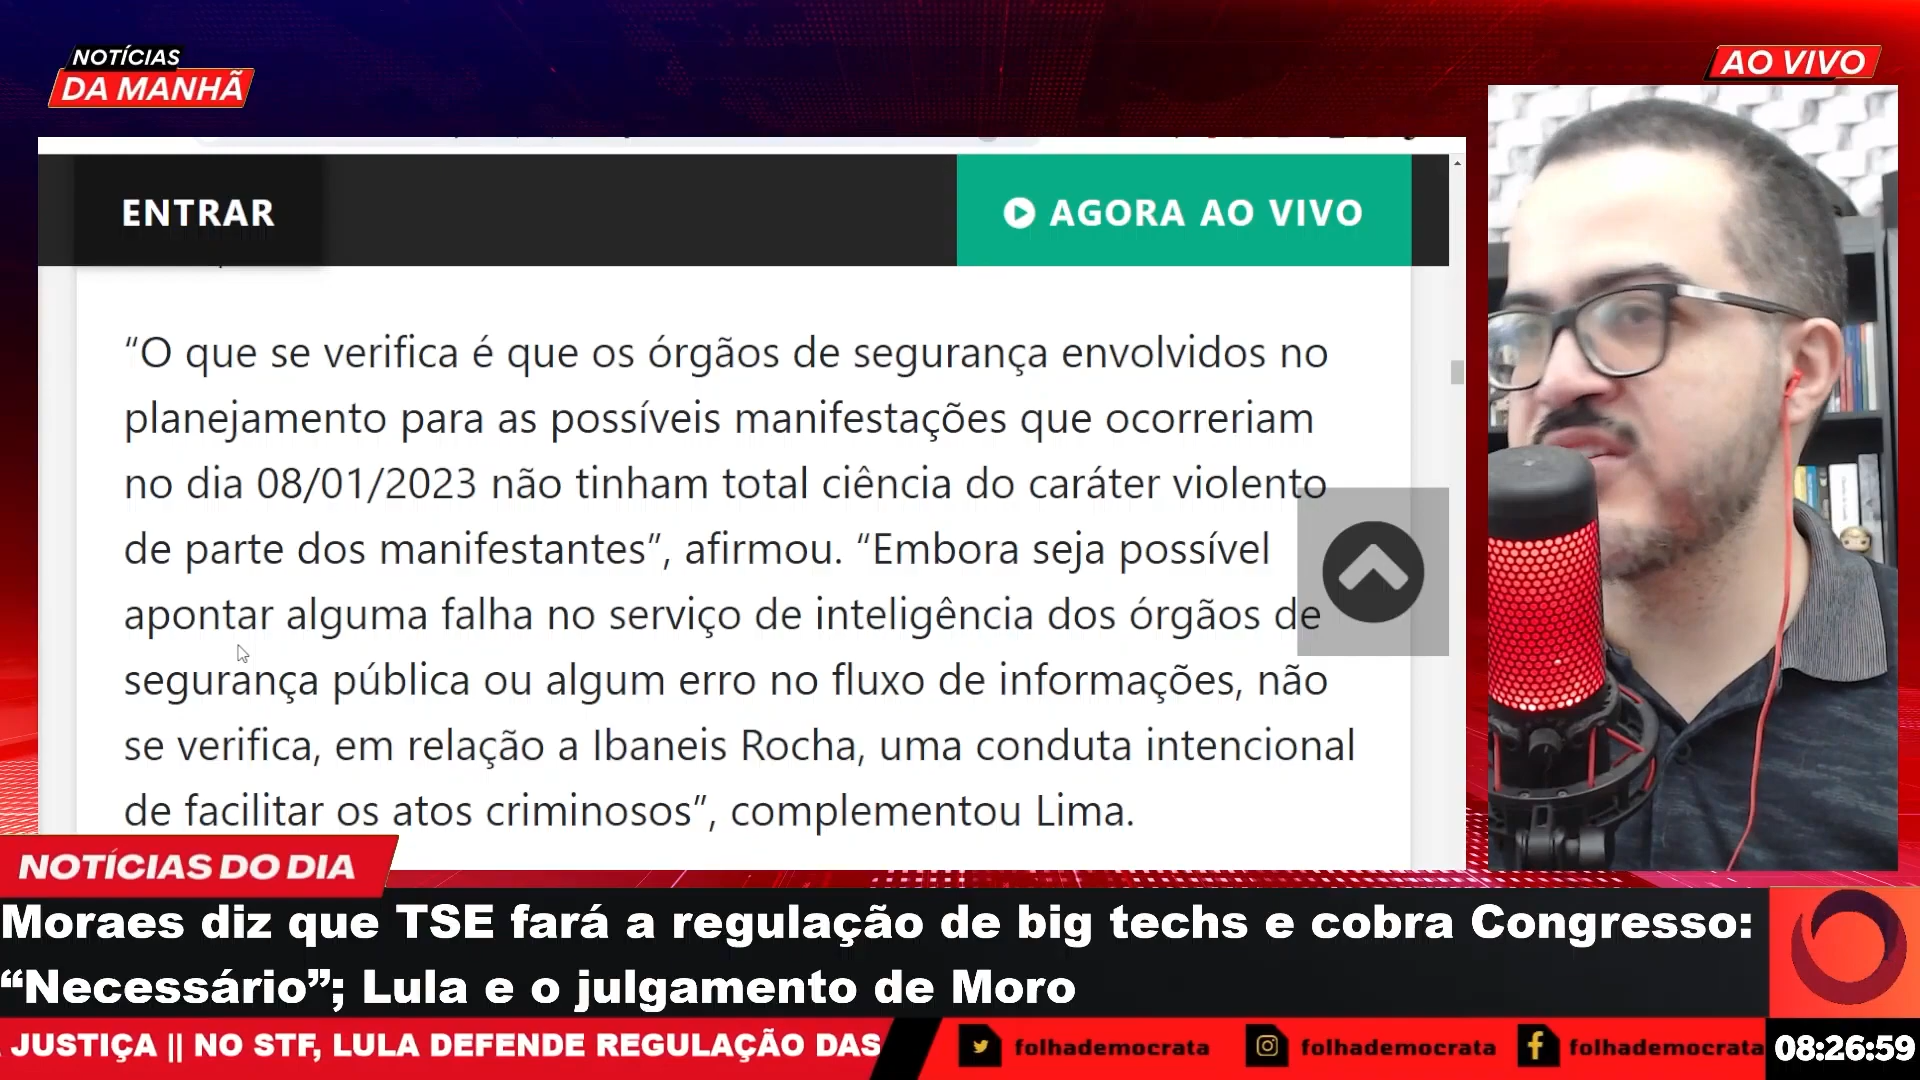 NOTÍCIAS
DA MANHÃ
AO VIVO
ENTRAR
AGORA AO VIVO
“O que se verifica é que os órgãos de segurança envolvidos no
planejamento para as possíveis manifestações que ocorreriam
no dia 08/01/2023 não tinham total ciência do caráter violento
de parte dos manifestantes”, afirmou. “Embora seja possível
apontar alguma falha no serviço de inteligência dos órgãos de
segurança pública ou algum erro no fluxo de informações, não
se verifica, em relação a Ibaneis Rocha, uma conduta intencional
de facilitar os atos criminosos”, complementou Lima.
NOTÍCIAS DO DIA
Moraes diz que TSE fará a regulação de big techs e cobra Congresso:
“Necessário”; Lula e o julgamento de Moro
JUSTIÇA || NO STF, LULA DEFENDE REGULAÇÃO DAS
folhademocrata
folhademocrata
folhademocrata
08:26:59